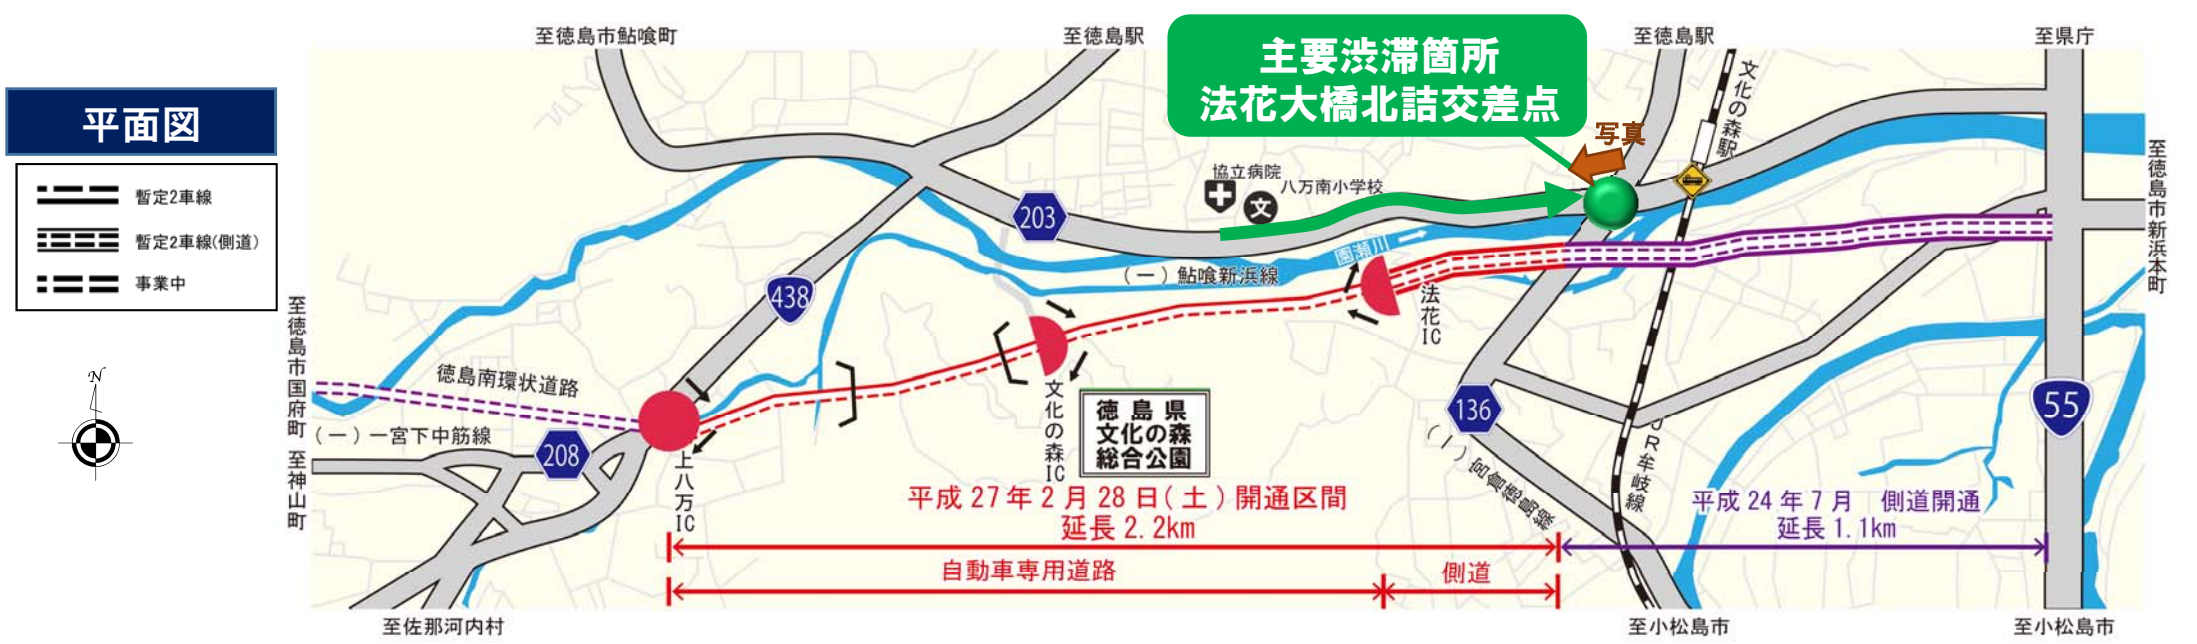 平面図
暫定2車線
暫定2車線(側道)
事業中
N
至徳島市鮎喰町
至徳島駅
主要渋滞箇所
法花大橋北詰交差点
至徳島駅
至県庁
写真
文化の森駅
協立病院
八万南小学校
文
203
園瀬川
(一)鮎喰新浜線
438
法花IC
至徳島市新浜本町
至徳島市国府町
徳島南環状道路
(一)一宮下中筋線
208
至神山町
上八万IC
文化の森IC
徳島県
文化の森
総合公園
136
(一)宮倉徳島線
JR牟岐線
55
平成27年2月28日(土)開通区間
延長2.2km
平成24年7月 側道開通
延長1.1km
自動車専用道路
側道
至佐那河内村
至小松島市
至小松島市